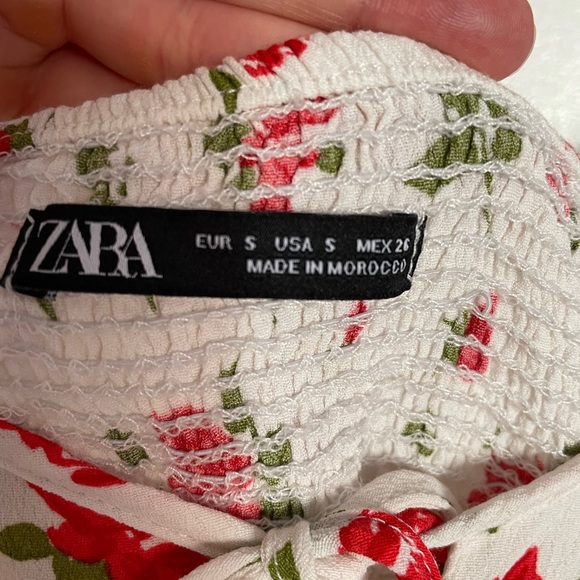 ZARA
EUR S USA S MEX 26
MADE IN MOROCCO